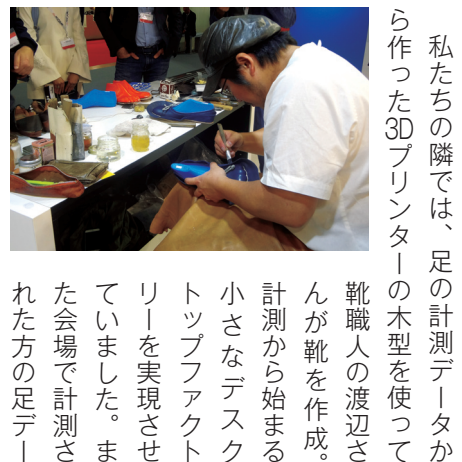 私たちの隣では、足の計測データか
ら作った3Dプリンターの木型を使って
靴職人の渡辺さ
んが靴を作成。
計測から始まる
小さなデスク
トップファクト
リーを実現させ
ていました。ま
た会場で計測さ
れた方の足デー